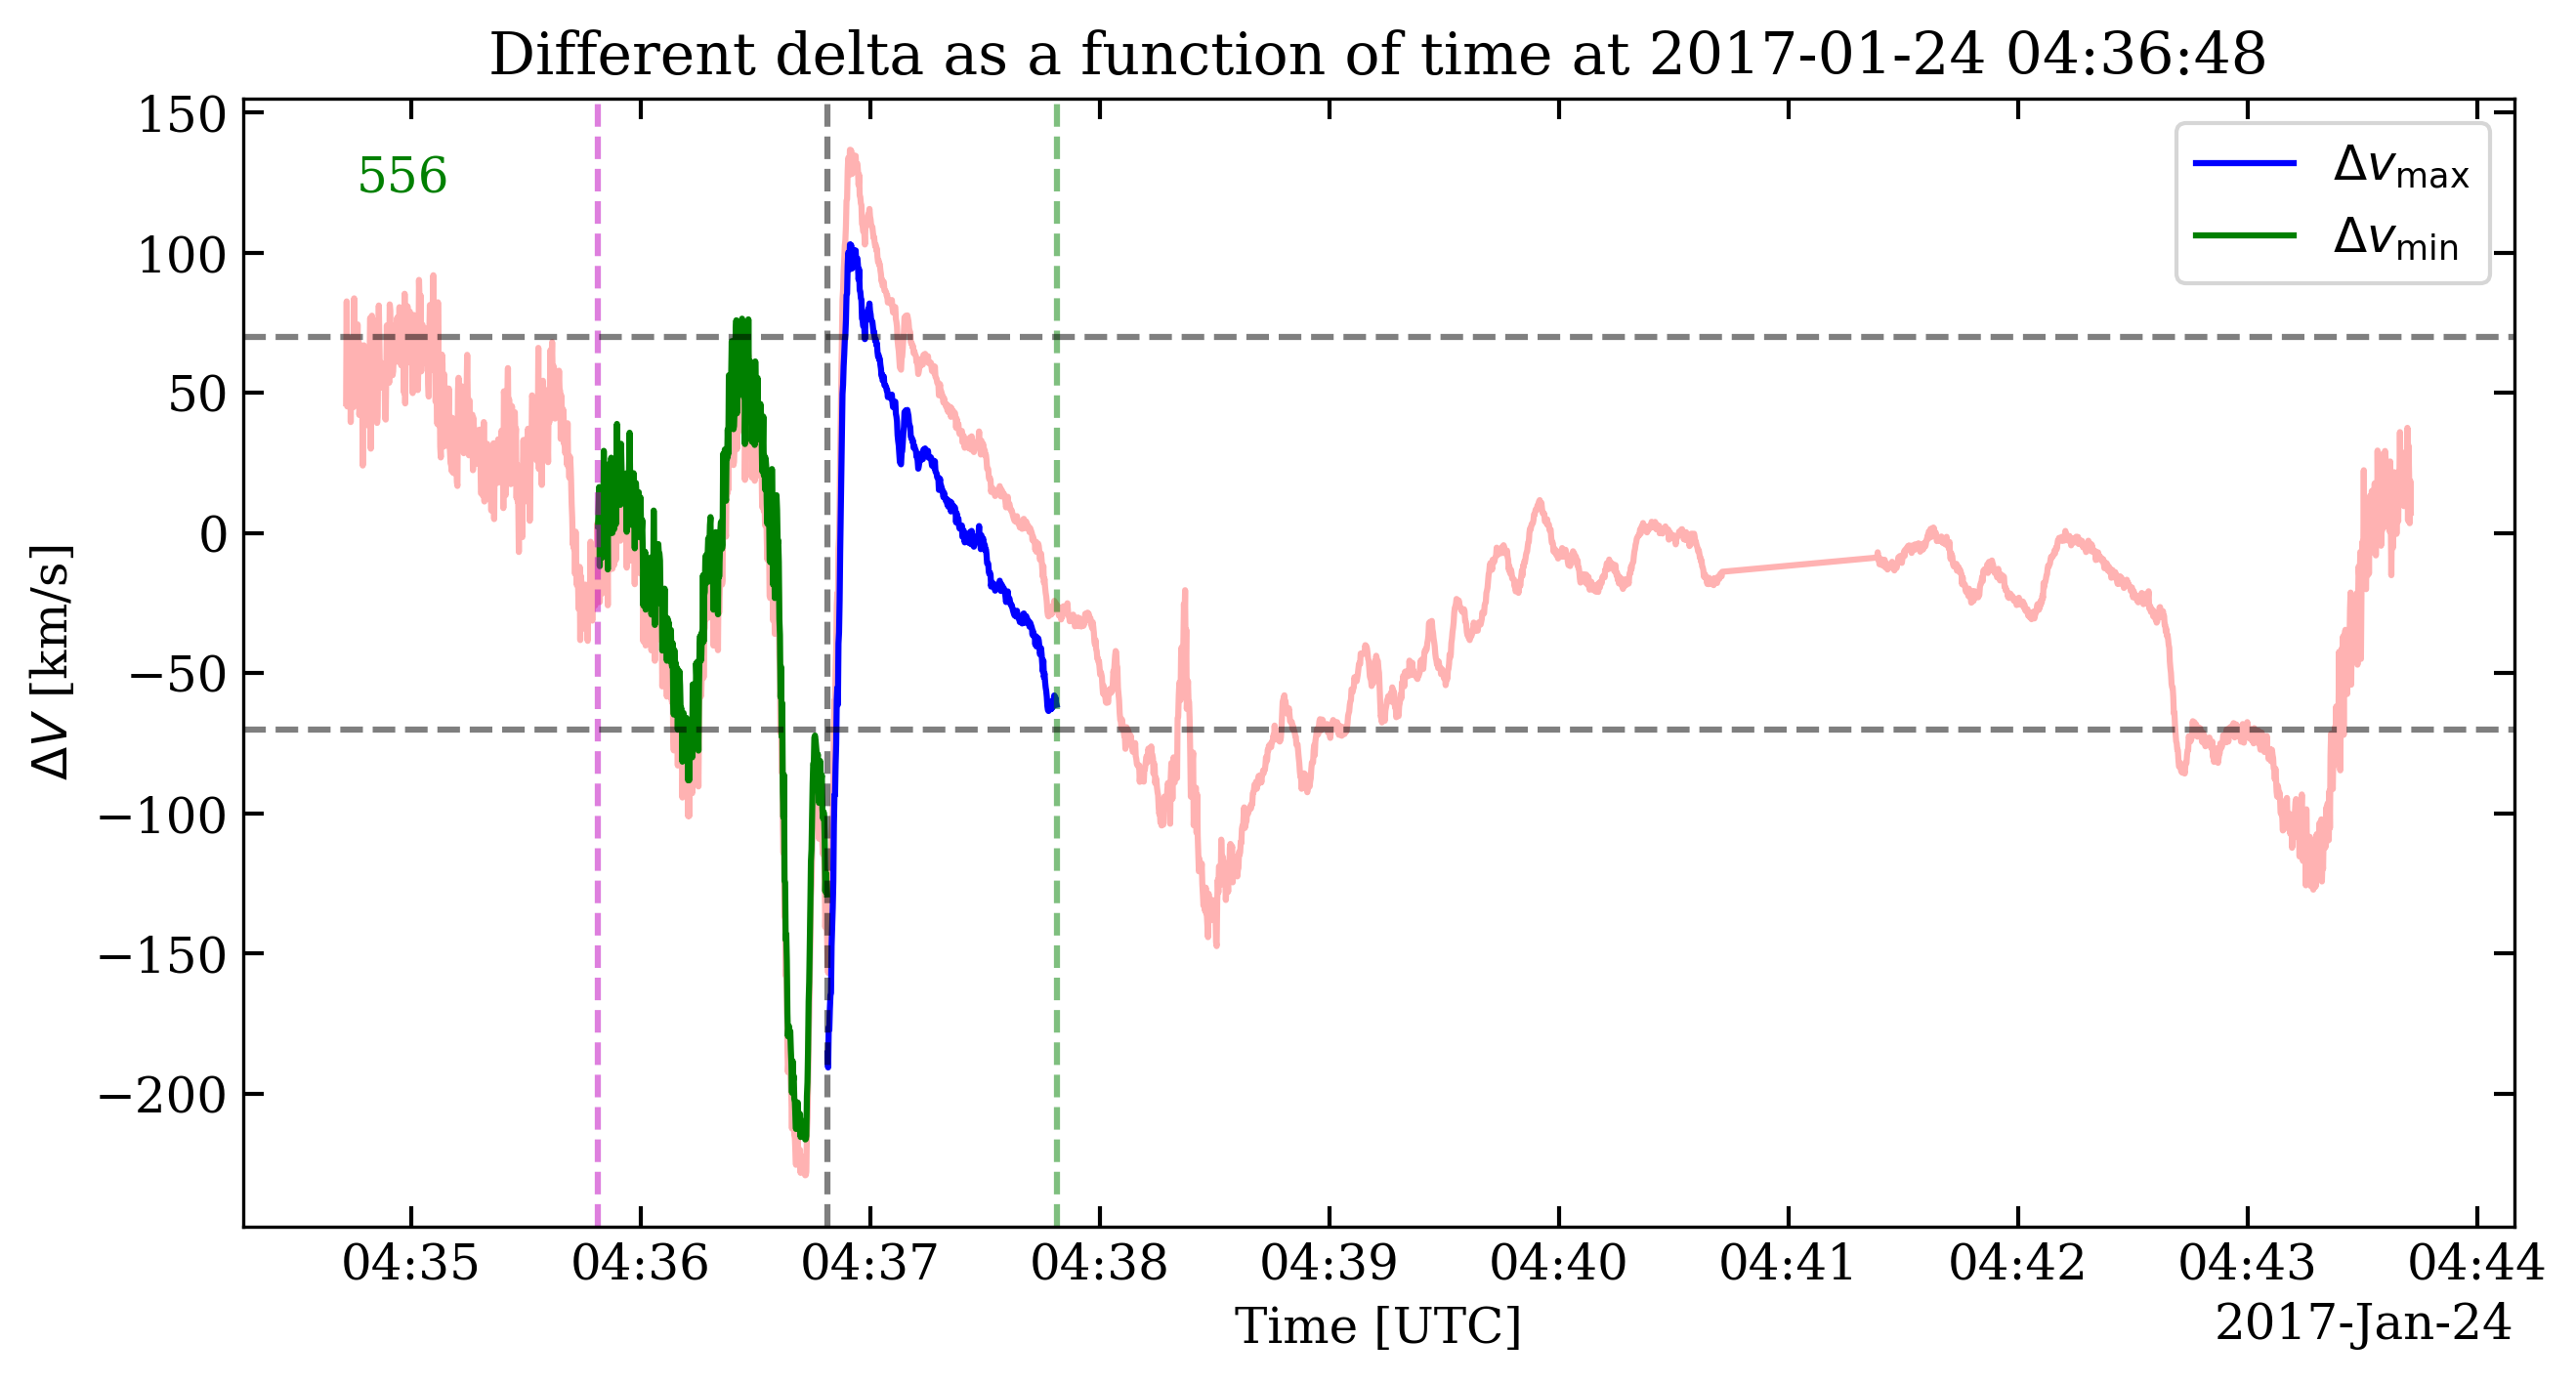 Different delta as a function of time at 2017-01-24 04:36:48
556
Δv_max
Δv_min
150
100
50
0
−50
−100
−150
−200
ΔV [km/s]
04:35 04:36 04:37 04:38 04:39 04:40 04:41 04:42 04:43 04:44
Time [UTC]
2017-Jan-24